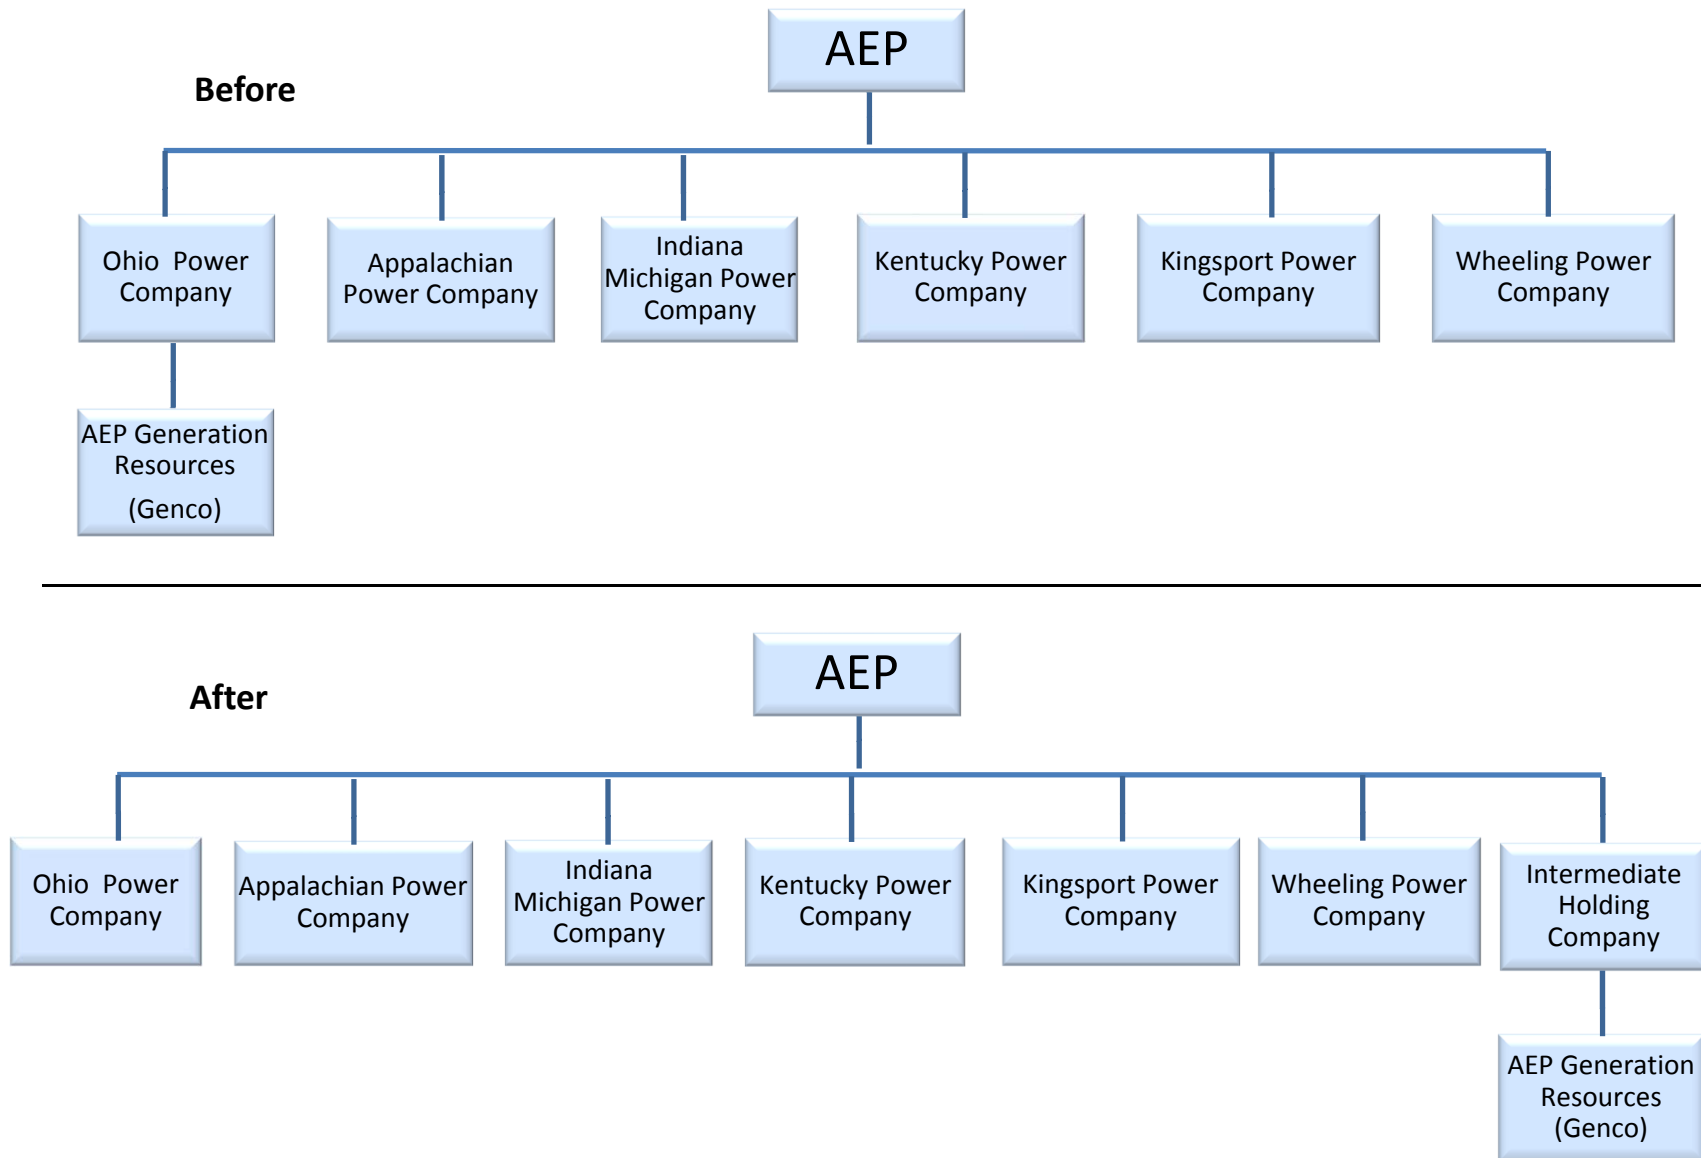 AEP
Before
Ohio Power
Company
Appalachian
Power Company
Indiana
Michigan Power
Company
Kentucky Power
Company
Kingsport Power
Company
Wheeling Power
Company
AEP Generation
Resources
(Genco)
AEP
After
Ohio Power
Company
Appalachian Power
Company
Indiana
Michigan Power
Company
Kentucky Power
Company
Kingsport Power
Company
Wheeling Power
Company
Intermediate
Holding
Company
AEP Generation
Resources
(Genco)